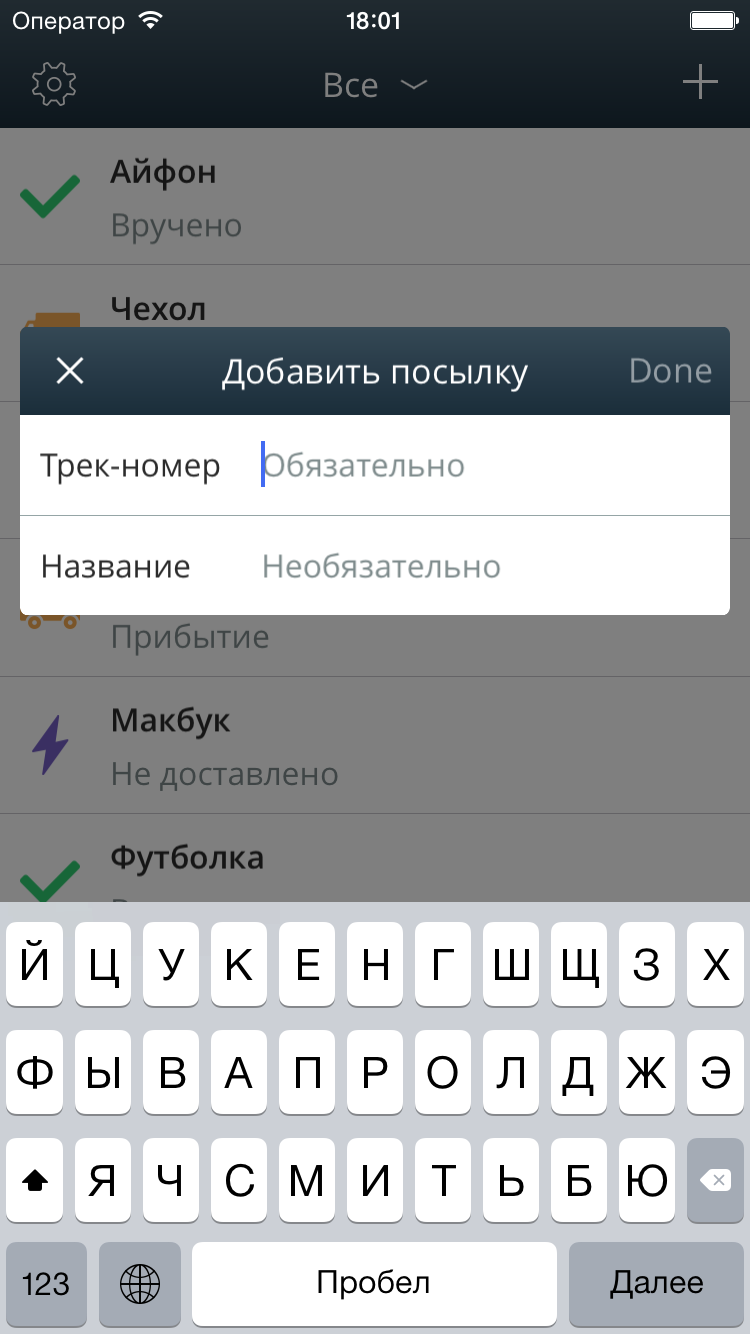 Оператор 18:01
Все
Айфон
Вручено
Чехол
Добавить посылку Done
Трек-номер Обязательно
Название Необязательно
Прибытие
Макбук
Не доставлено
Футболка
Й Ц У К Е Н Г Ш Щ З Х
Ф Ы В А П Р О Л Д Ж Э
Я Ч С М И Т Ь Б Ю
123 Пробел Далее